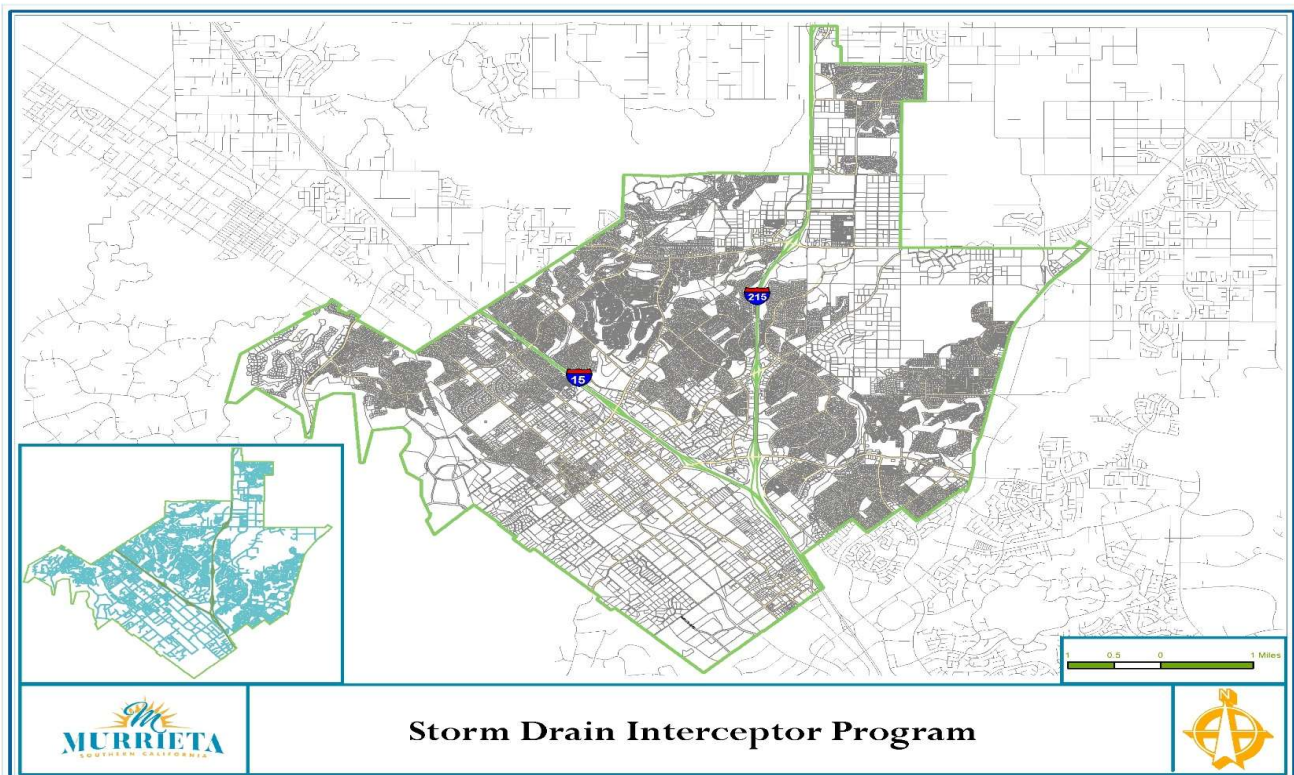 215
15
1 0.5 0 1 Miles
MURRIETA
SOUTHERN CALIFORNIA
Storm Drain Interceptor Program
N